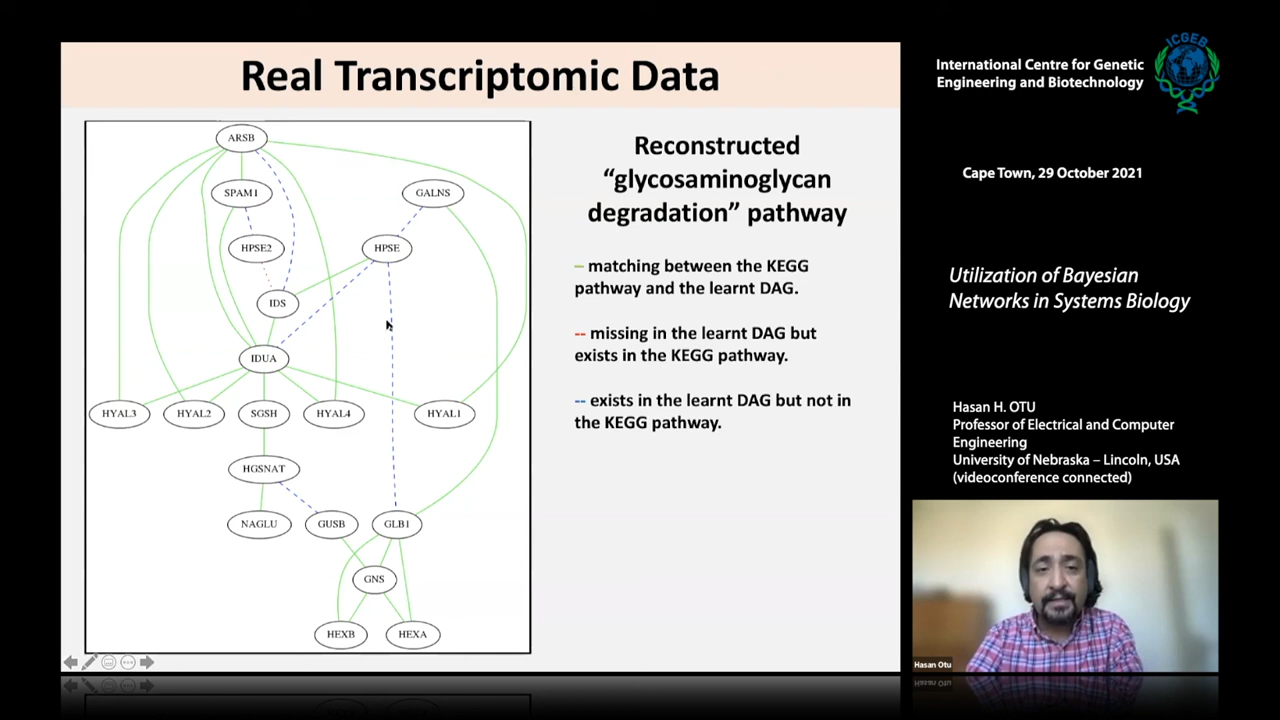 Real Transcriptomic Data
ARSB
SPAM1
GALNS
HPSE2
HPSE
IDS
IDUA
HYAL3
HYAL2
SGSH
HYAL4
HYAL1
HGSNAT
NAGLU
GUSB
GLB1
GNS
HEXB
HEXA
Reconstructed
“glycosaminoglycan
degradation” pathway
– matching between the KEGG
pathway and the learnt DAG.
-- missing in the learnt DAG but
exists in the KEGG pathway.
-- exists in the learnt DAG but not in
the KEGG pathway.
International Centre for Genetic
Engineering and Biotechnology
ICGEB
Cape Town, 29 October 2021
Utilization of Bayesian
Networks in Systems Biology
Hasan H. OTU
Professor of Electrical and Computer
Engineering
University of Nebraska – Lincoln, USA
(videoconference connected)
Hasan Otu